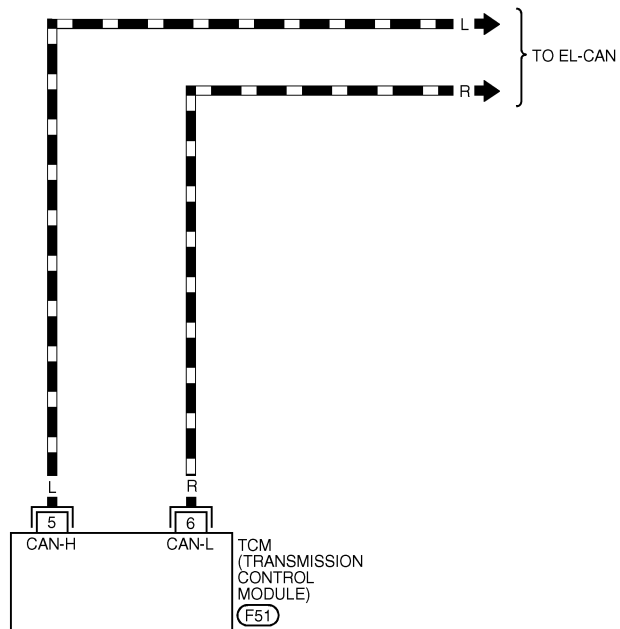 L
TO EL-CAN
R
L
R
5
6
CAN-H
CAN-L
TCM
(TRANSMISSION
CONTROL
MODULE)
F51